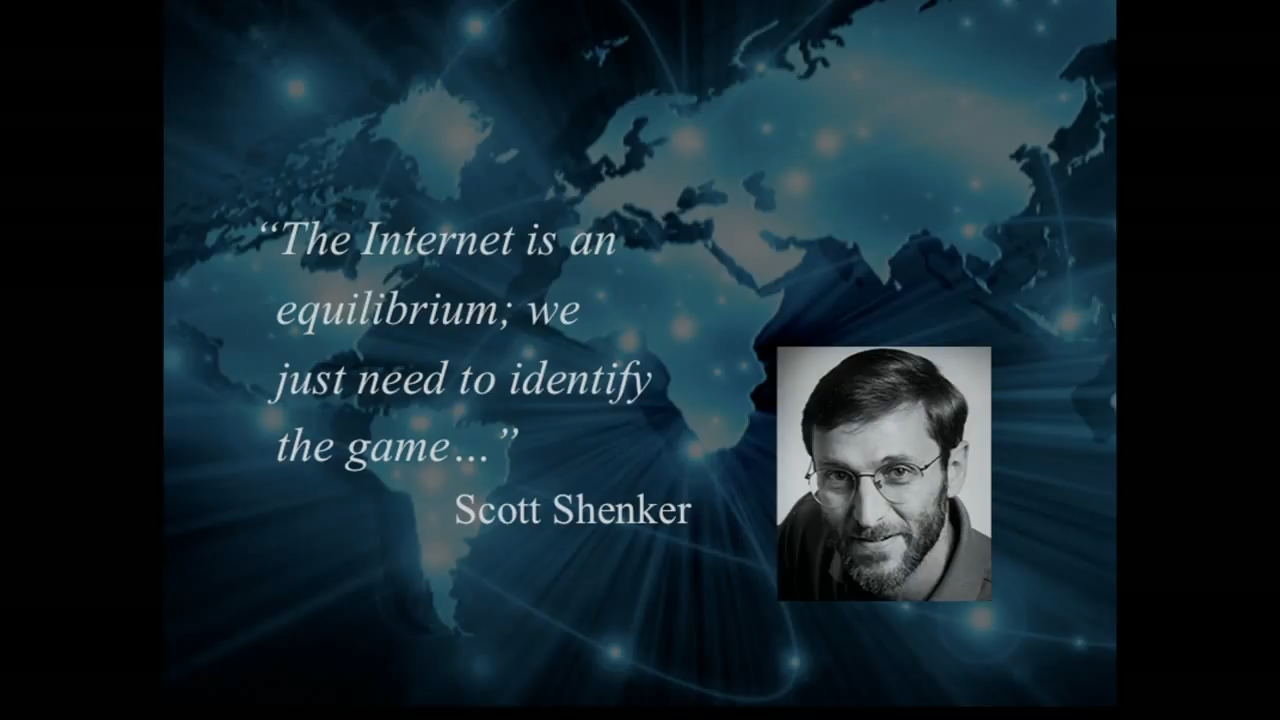 “The Internet is an
equilibrium; we
just need to identify
the game…”
Scott Shenker